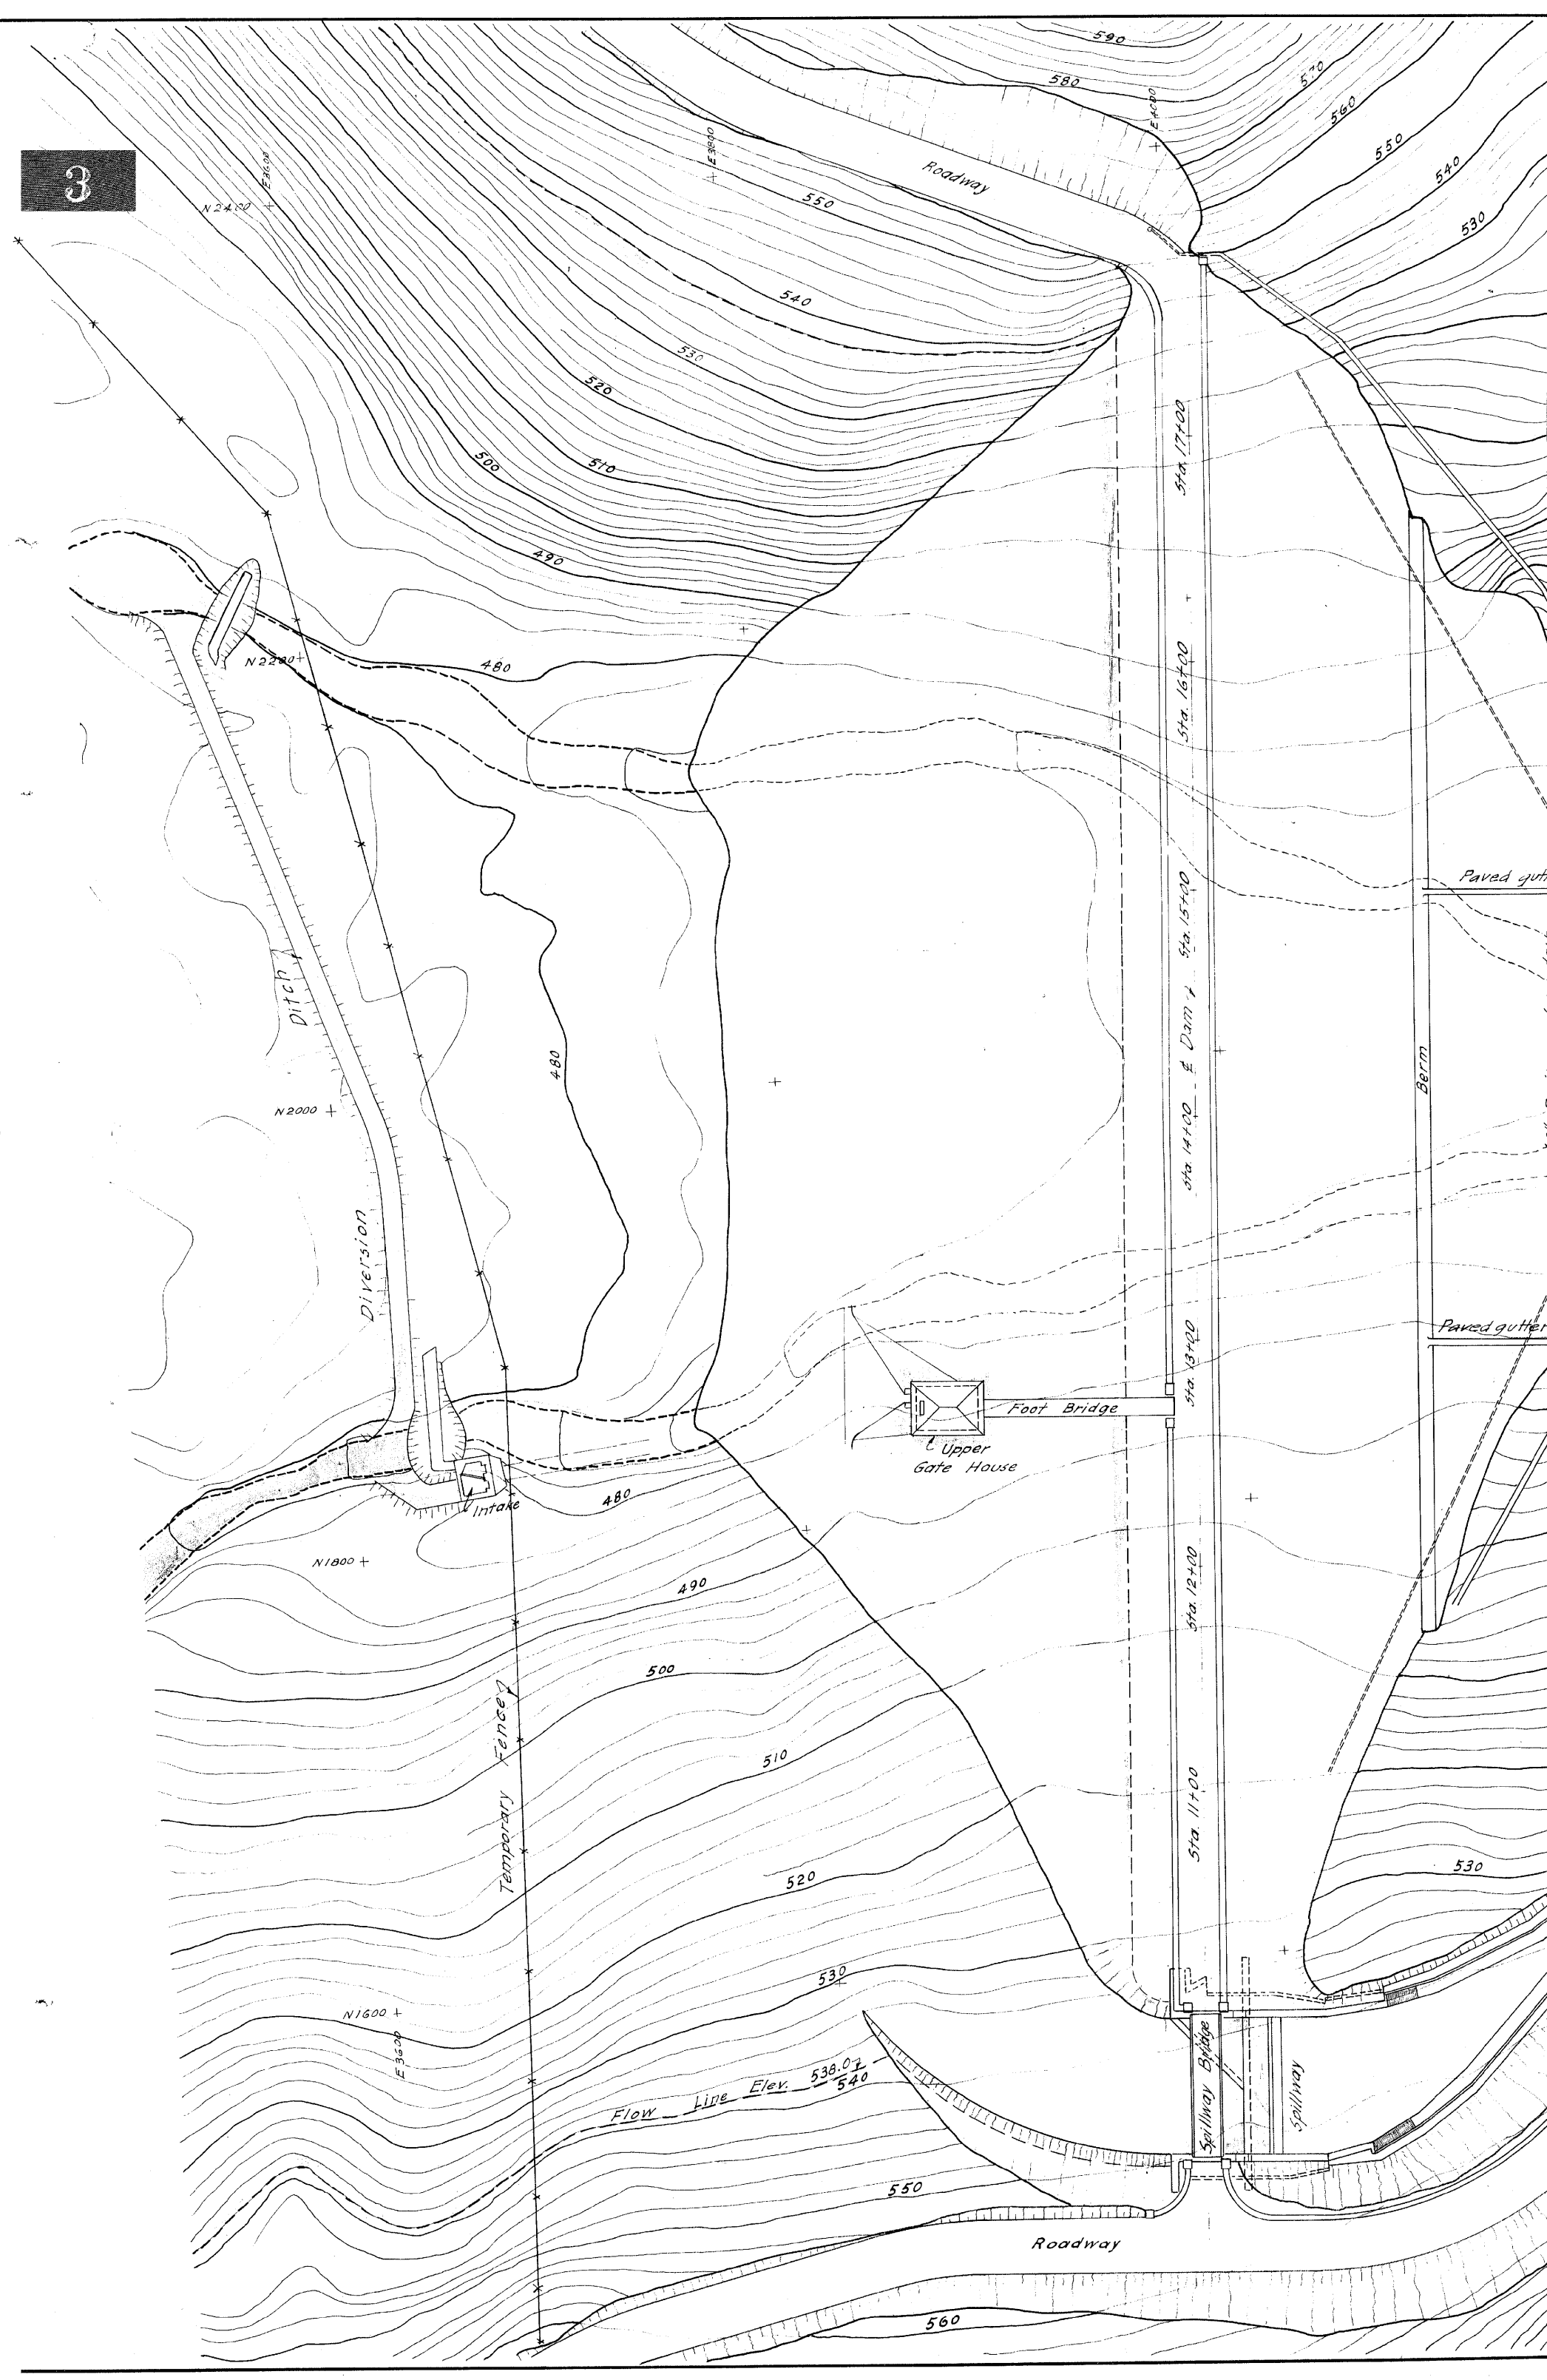 590
580
570
560
550
540
530
E4000
E3800
E3600
3
N2400
Roadway
550
540
530
520
510
500
490
Sta. 17+00
N2200
480
Sta. 16+00
Sta. 15+00
Paved gutt
Ditch
480
℄ Dam
Berm
N2000
Sta. 14+00
Diversion
Sta. 13+00
Paved gutter
Foot Bridge
Upper
Gate House
Intake
480
N1800
490
Sta. 12+00
500
Temporary Fence
510
Sta. 11+00
520
530
530
N1600
E3600
Flow Line Elev. 538.0
540
Spillway Bridge
Spillway
550
Roadway
560